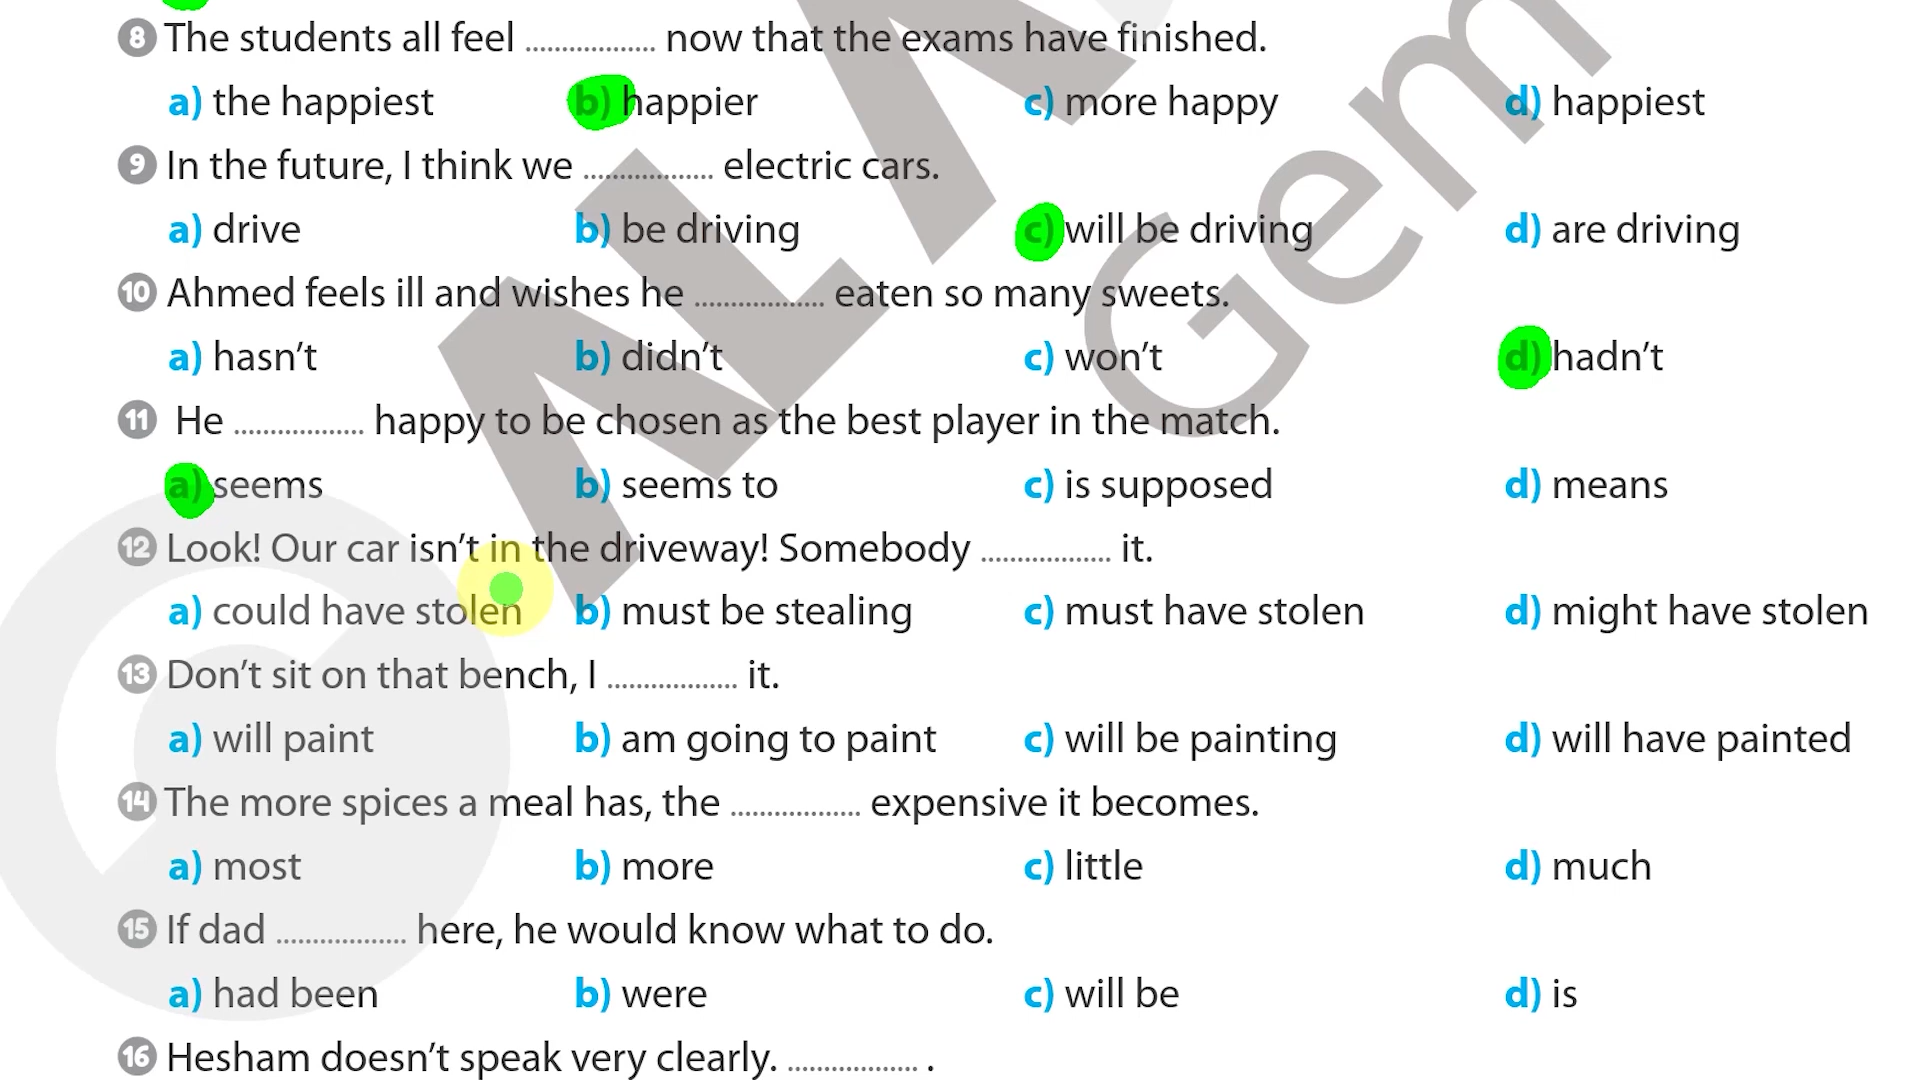 8 The students all feel .................. now that the exams have finished.
a) the happiest b) happier c) more happy d) happiest
9 In the future, I think we .................. electric cars.
a) drive b) be driving c) will be driving d) are driving
10 Ahmed feels ill and wishes he .................. eaten so many sweets.
a) hasn't b) didn't c) won't d) hadn't
11 He .................. happy to be chosen as the best player in the match.
a) seems b) seems to c) is supposed d) means
12 Look! Our car isn't in the driveway! Somebody .................. it.
a) could have stolen b) must be stealing c) must have stolen d) might have stolen
13 Don't sit on that bench, I .................. it.
a) will paint b) am going to paint c) will be painting d) will have painted
14 The more spices a meal has, the .................. expensive it becomes.
a) most b) more c) little d) much
15 If dad .................. here, he would know what to do.
a) had been b) were c) will be d) is
16 Hesham doesn't speak very clearly. .................. .
Gem